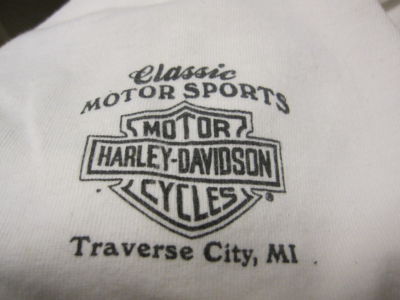 Classic
MOTOR SPORTS
MOTOR
HARLEY-DAVIDSON
CYCLES ®
Traverse City, MI